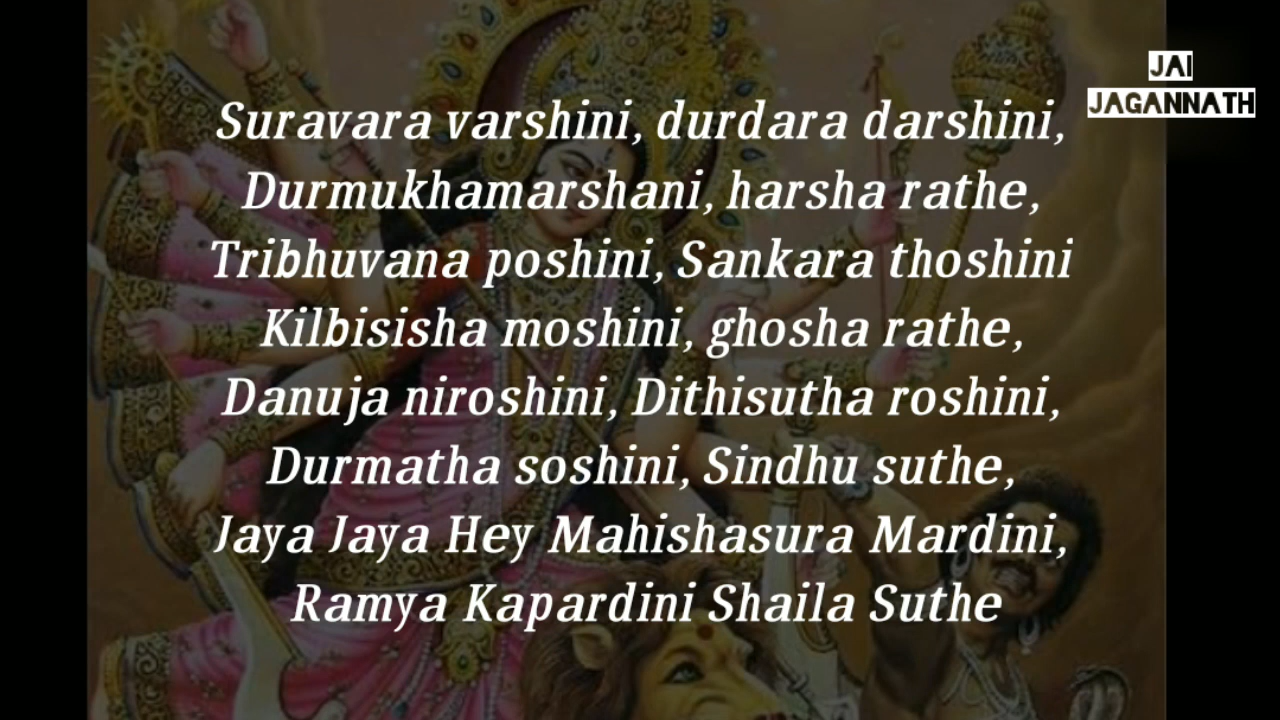 JAI
JAGANNATH
Suravara varshini, durdara darshini,
Durmukhamarshani, harsha rathe,
Tribhuvana poshini, Sankara thoshini
Kilbisisha moshini, ghosha rathe,
Danuja niroshini, Dithisutha roshini,
Durmatha soshini, Sindhu suthe,
Jaya Jaya Hey Mahishasura Mardini,
Ramya Kapardini Shaila Suthe